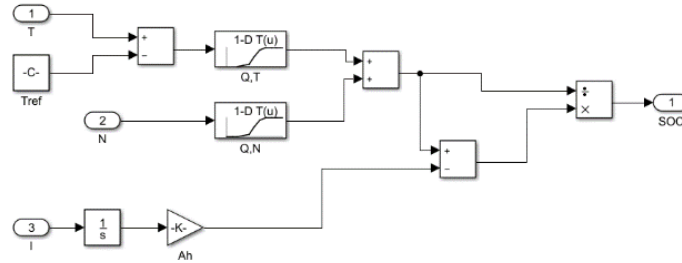 1
T
+
−
-C-
Tref
1-D T(u)
Q,T
+
+
2
N
1-D T(u)
Q,N
+
−
÷
×
1
SOC
3
I
1
s
-K-
Ah